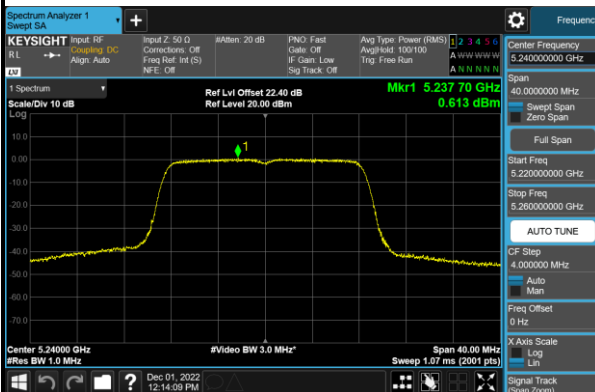 Spectrum Analyzer 1
Swept SA
+
Frequenc
KEYSIGHT
RL
LXI
Input: RF
Coupling: DC
Align: Auto
Input Z: 50 Ω
Corrections: Off
Freq Ref: Int (S)
NFE: Off
#Atten: 20 dB
PNO: Fast
Gate: Off
IF Gain: Low
Sig Track: Off
Avg Type: Power (RMS)
Avg|Hold: 100/100
Trig: Free Run
1 2 3 4 5 6
A W W W W W
A N N N N N
1 Spectrum
Scale/Div 10 dB
Log
Ref Lvl Offset 22.40 dB
Ref Level 20.00 dBm
Mkr1 5.237 70 GHz
0.613 dBm
10.0
0.00
-10.0
-20.0
-30.0
-40.0
-50.0
-60.0
-70.0
1
Center 5.24000 GHz
#Res BW 1.0 MHz
#Video BW 3.0 MHz*
Span 40.00 MHz
Sweep 1.07 ms (2001 pts)
Center Frequency
5.240000000 GHz
Span
40.0000000 MHz
Swept Span
Zero Span
Full Span
Start Freq
5.220000000 GHz
Stop Freq
5.260000000 GHz
AUTO TUNE
CF Step
4.000000 MHz
Auto
Man
Freq Offset
0 Hz
X Axis Scale
Log
Lin
Signal Track
(Span Zoom)
?
Dec 01, 2022
12:14:09 PM